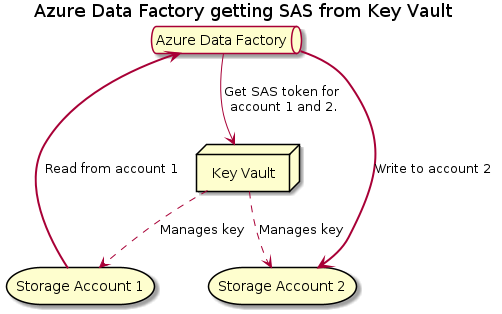 Azure Data Factory getting SAS from Key Vault
Azure Data Factory
Get SAS token for
account 1 and 2.
Read from account 1
Key Vault
Write to account 2
Manages key
Manages key
Storage Account 1
Storage Account 2